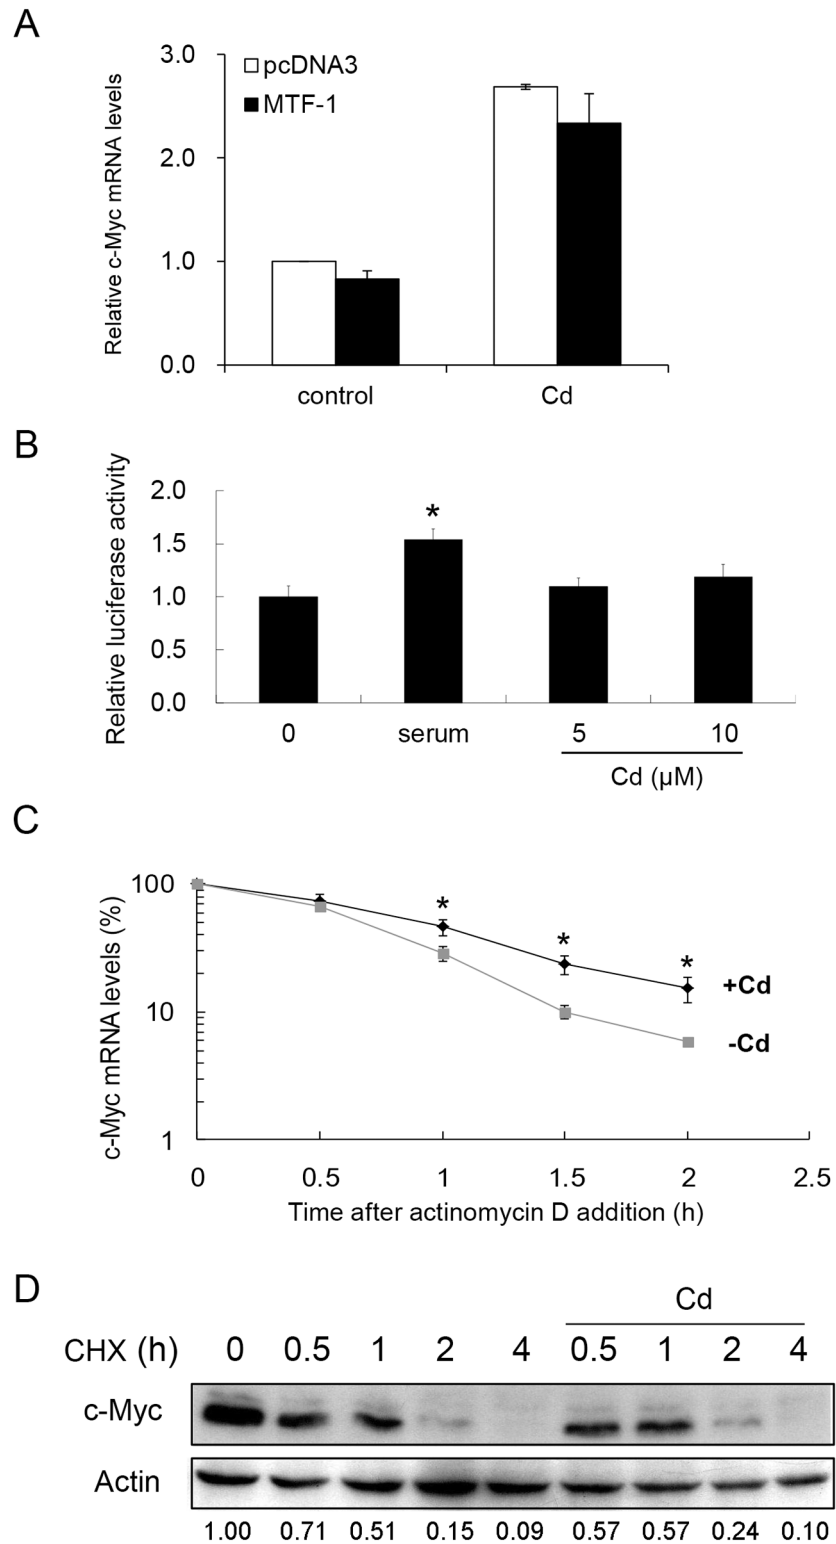 A
Relative c-Myc mRNA levels
3.0
2.0
1.0
0.0
pcDNA3
MTF-1
control Cd
B
Relative luciferase activity
2.0
1.5
1.0
0.5
0.0
*
0 serum 5 10
Cd (µM)
C
c-Myc mRNA levels (%)
100
10
1
* * *
+Cd
-Cd
0 0.5 1 1.5 2 2.5
Time after actinomycin D addition (h)
D
Cd
CHX (h) 0 0.5 1 2 4 0.5 1 2 4
c-Myc
Actin
1.00 0.71 0.51 0.15 0.09 0.57 0.57 0.24 0.10